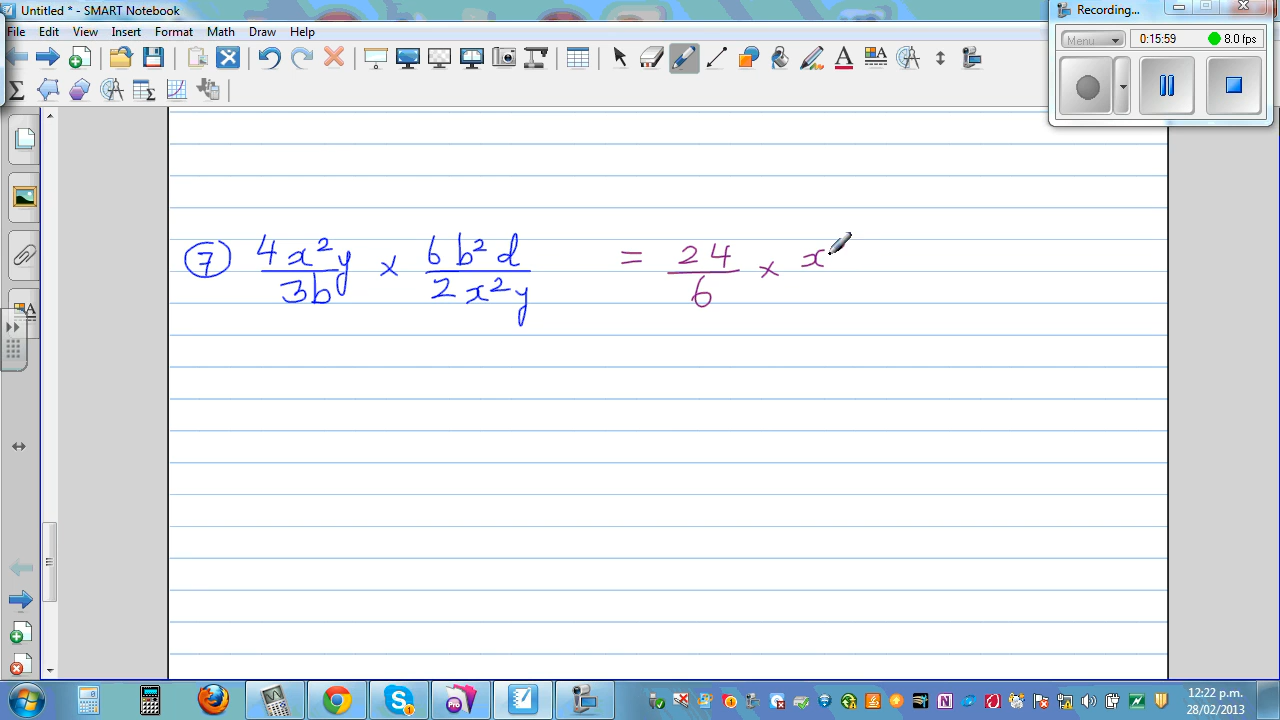 Untitled * - SMART Notebook
Recording...
File Edit View Insert Format Math Draw Help
Menu
0:15:59
8.0 fps
7 4x²y/3b × 6b²d/2x²y = 24/6 × x
12:22 p.m.
28/02/2013